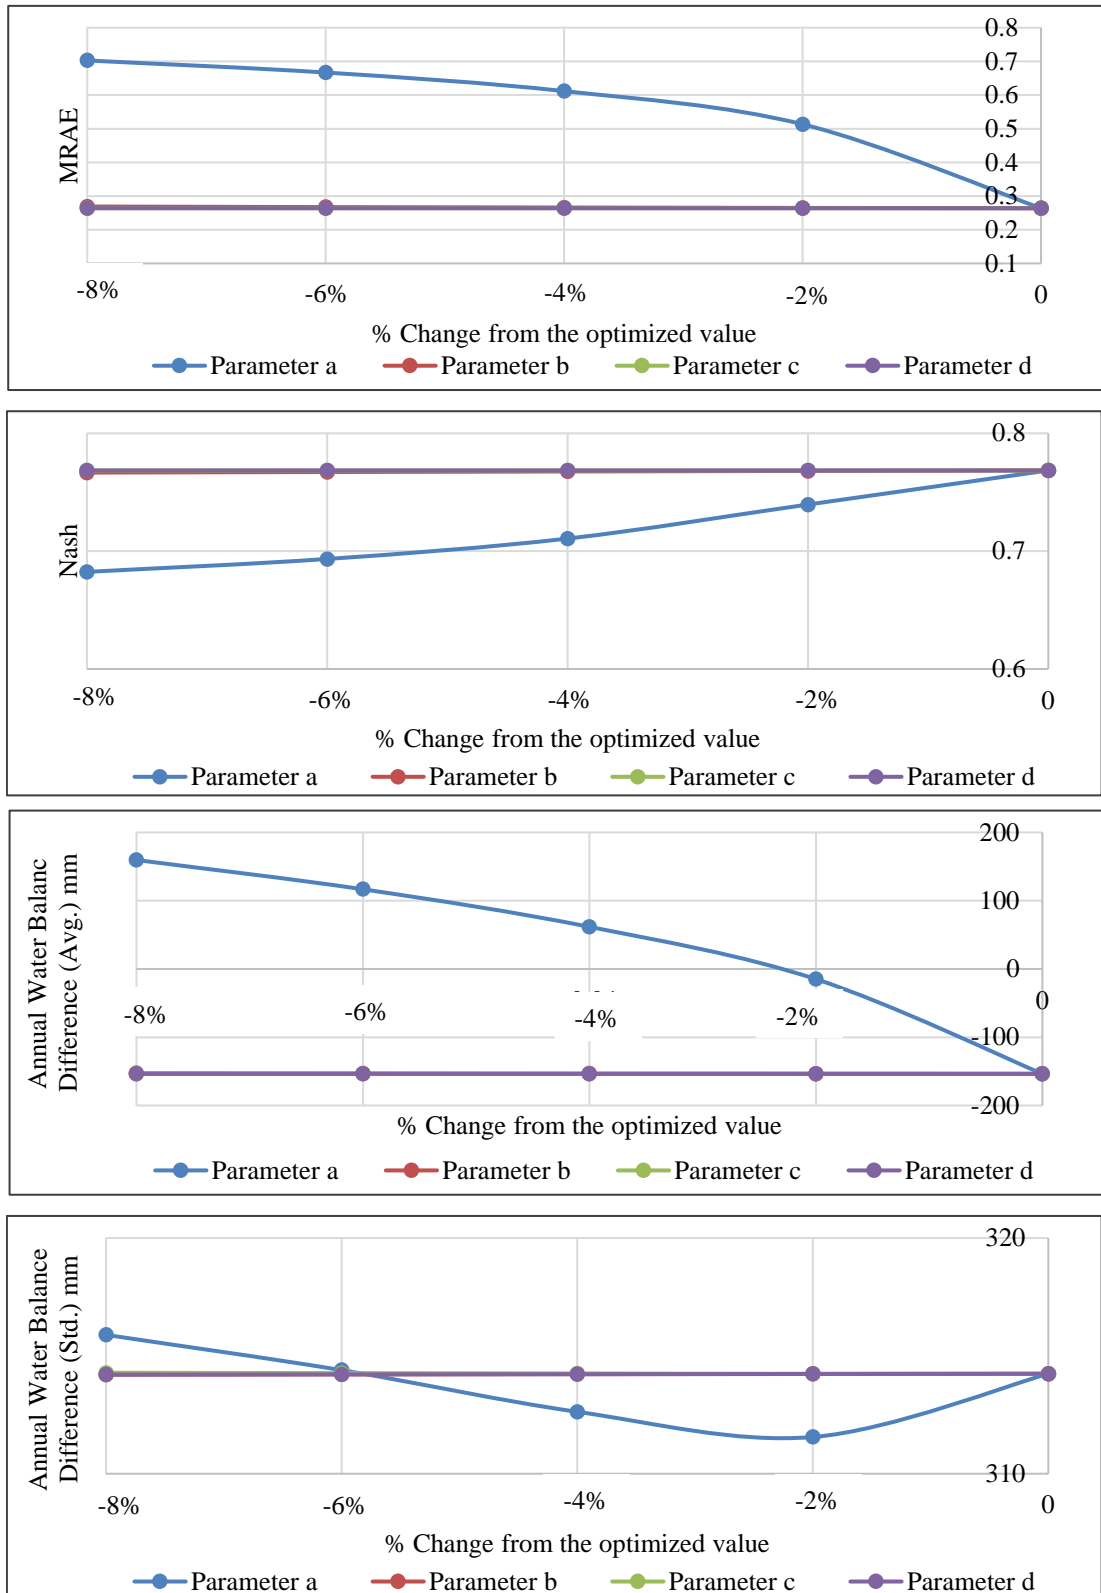 0.8
0.7
0.6
0.5
0.4
0.3
0.2
0.1
MRAE
-8% -6% -4% -2% 0
% Change from the optimized value
Parameter a Parameter b Parameter c Parameter d
0.8
0.7
0.6
Nash
-8% -6% -4% -2% 0
% Change from the optimized value
Parameter a Parameter b Parameter c Parameter d
200
100
0
-100
-200
Annual Water Balanc
Difference (Avg.) mm
-8% -6% -4% -2% 0
% Change from the optimized value
Parameter a Parameter b Parameter c Parameter d
320
310
Annual Water Balance
Difference (Std.) mm
-8% -6% -4% -2% 0
% Change from the optimized value
Parameter a Parameter b Parameter c Parameter d